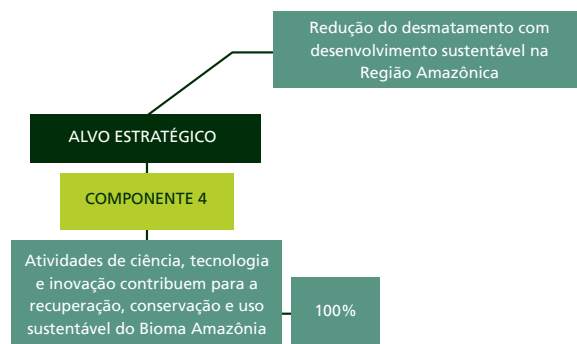 Redução do desmatamento com
desenvolvimento sustentável na
Região Amazônica
ALVO ESTRATÉGICO
COMPONENTE 4
Atividades de ciência, tecnologia
e inovação contribuem para a
recuperação, conservação e uso
sustentável do Bioma Amazônia
100%